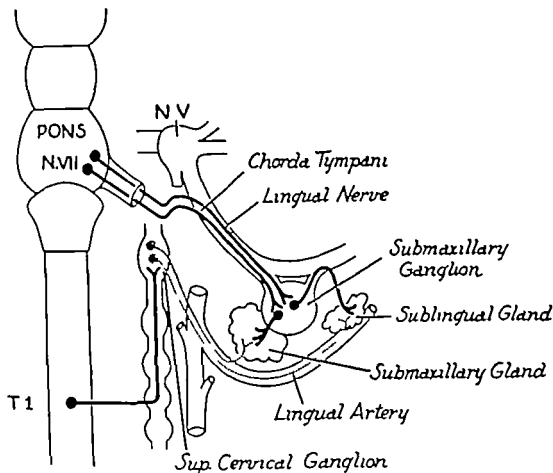 N V
PONS
N.VII
Chorda Tympani
Lingual Nerve
Submaxillary
Ganglion
Sublingual Gland
Submaxillary Gland
Lingual Artery
T 1
Sup. Cervical Ganglion